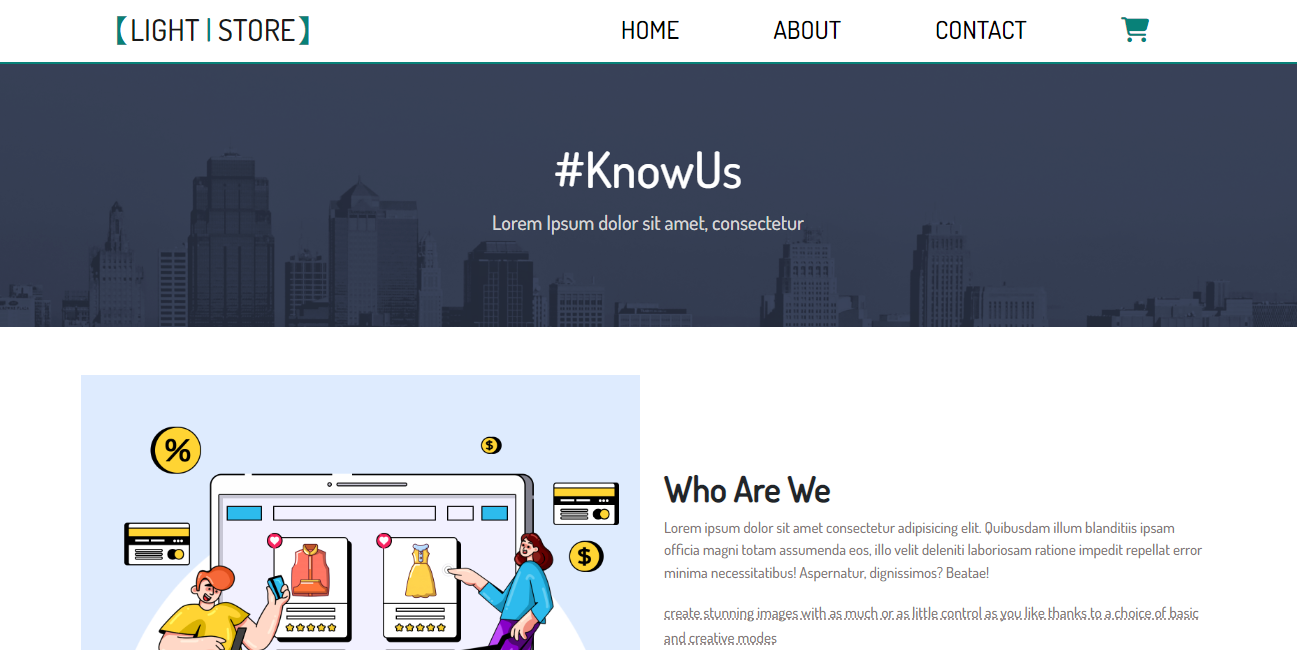 【LIGHT | STORE】 HOME ABOUT CONTACT
#KnowUs
Lorem Ipsum dolor sit amet, consectetur
%
$
$
Who Are We
Lorem ipsum dolor sit amet consectetur adipisicing elit. Quibusdam illum blanditiis ipsam
officia magni totam assumenda eos, illo velit deleniti laboriosam ratione impedit repellat error
minima necessitatibus! Aspernatur, dignissimos? Beatae!
create stunning images with as much or as little control as you like thanks to a choice of basic
and creative modes